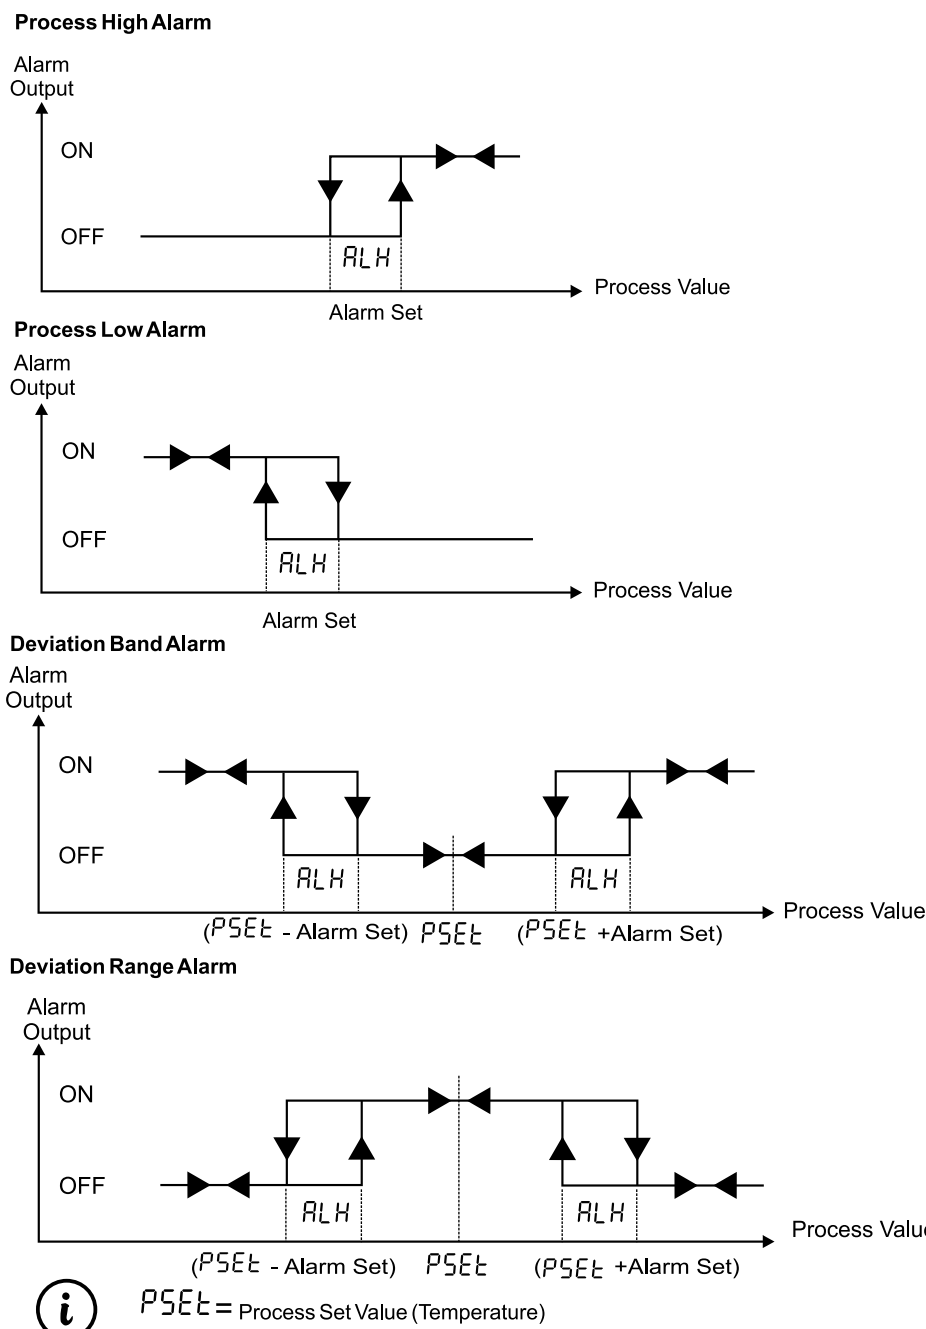 Process High Alarm
Alarm
Output
ON
OFF
ALH
Process Value
Alarm Set
Process Low Alarm
Alarm
Output
ON
OFF
ALH
Process Value
Alarm Set
Deviation Band Alarm
Alarm
Output
ON
OFF
ALH ALH
Process Value
(PSEt - Alarm Set) PSEt (PSEt +Alarm Set)
Deviation Range Alarm
Alarm
Output
ON
OFF
ALH ALH
Process Value
(PSEt - Alarm Set) PSEt (PSEt +Alarm Set)
i PSEt = Process Set Value (Temperature)